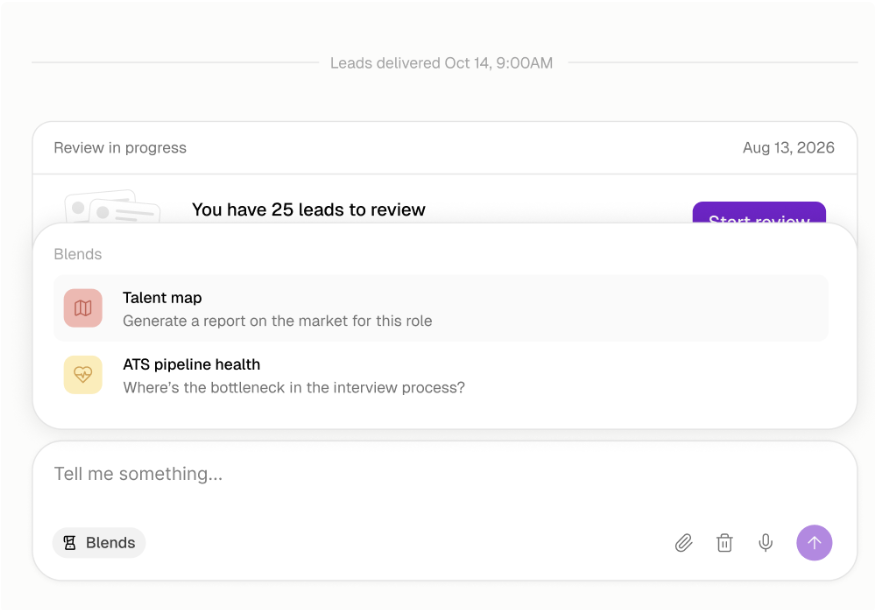 Leads delivered Oct 14, 9:00AM
Review in progress
Aug 13, 2026
You have 25 leads to review
Start review
Blends
Talent map
Generate a report on the market for this role
ATS pipeline health
Where's the bottleneck in the interview process?
Tell me something...
Blends